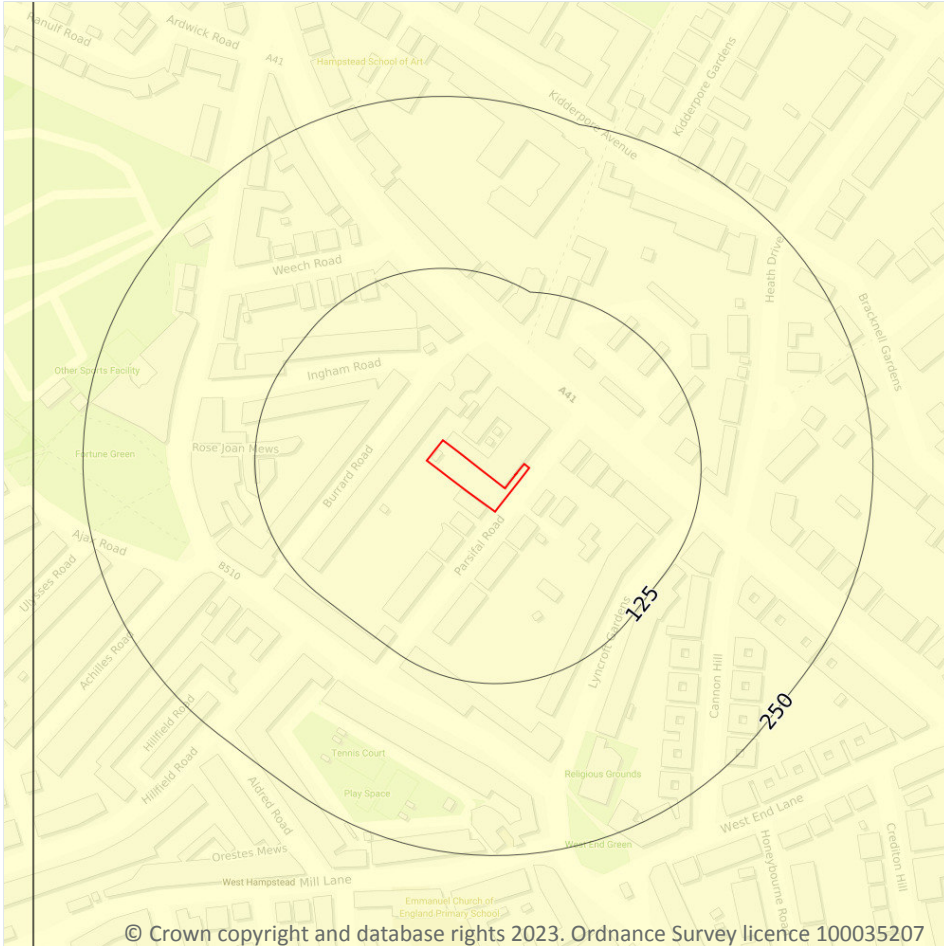 Ranulf Road
Ardwick Road
A41
Hampstead School of Art
Kidderpore Gardens
Kidderpore Avenue
Weech Road
Heath Drive
Bracknell Gardens
Other Sports Facility
Ingham Road
A41
Rose Joan Mews
Fortune Green
Burrard Road
Ajax Road
B510
Parsifal Road
Ulysses Road
125
Lyncroft Gardens
Achilles Road
Cannon Hill
250
Hillfield Road
Tennis Court
Hillfield Road
Religious Grounds
Play Space
Aldred Road
West End Lane
West End Green
Orestes Mews
Honeybourne Roa
Crediton Hill
West Hampstead
Mill Lane
Emmanuel Church of
England Primary School
© Crown copyright and database rights 2023. Ordnance Survey licence 100035207